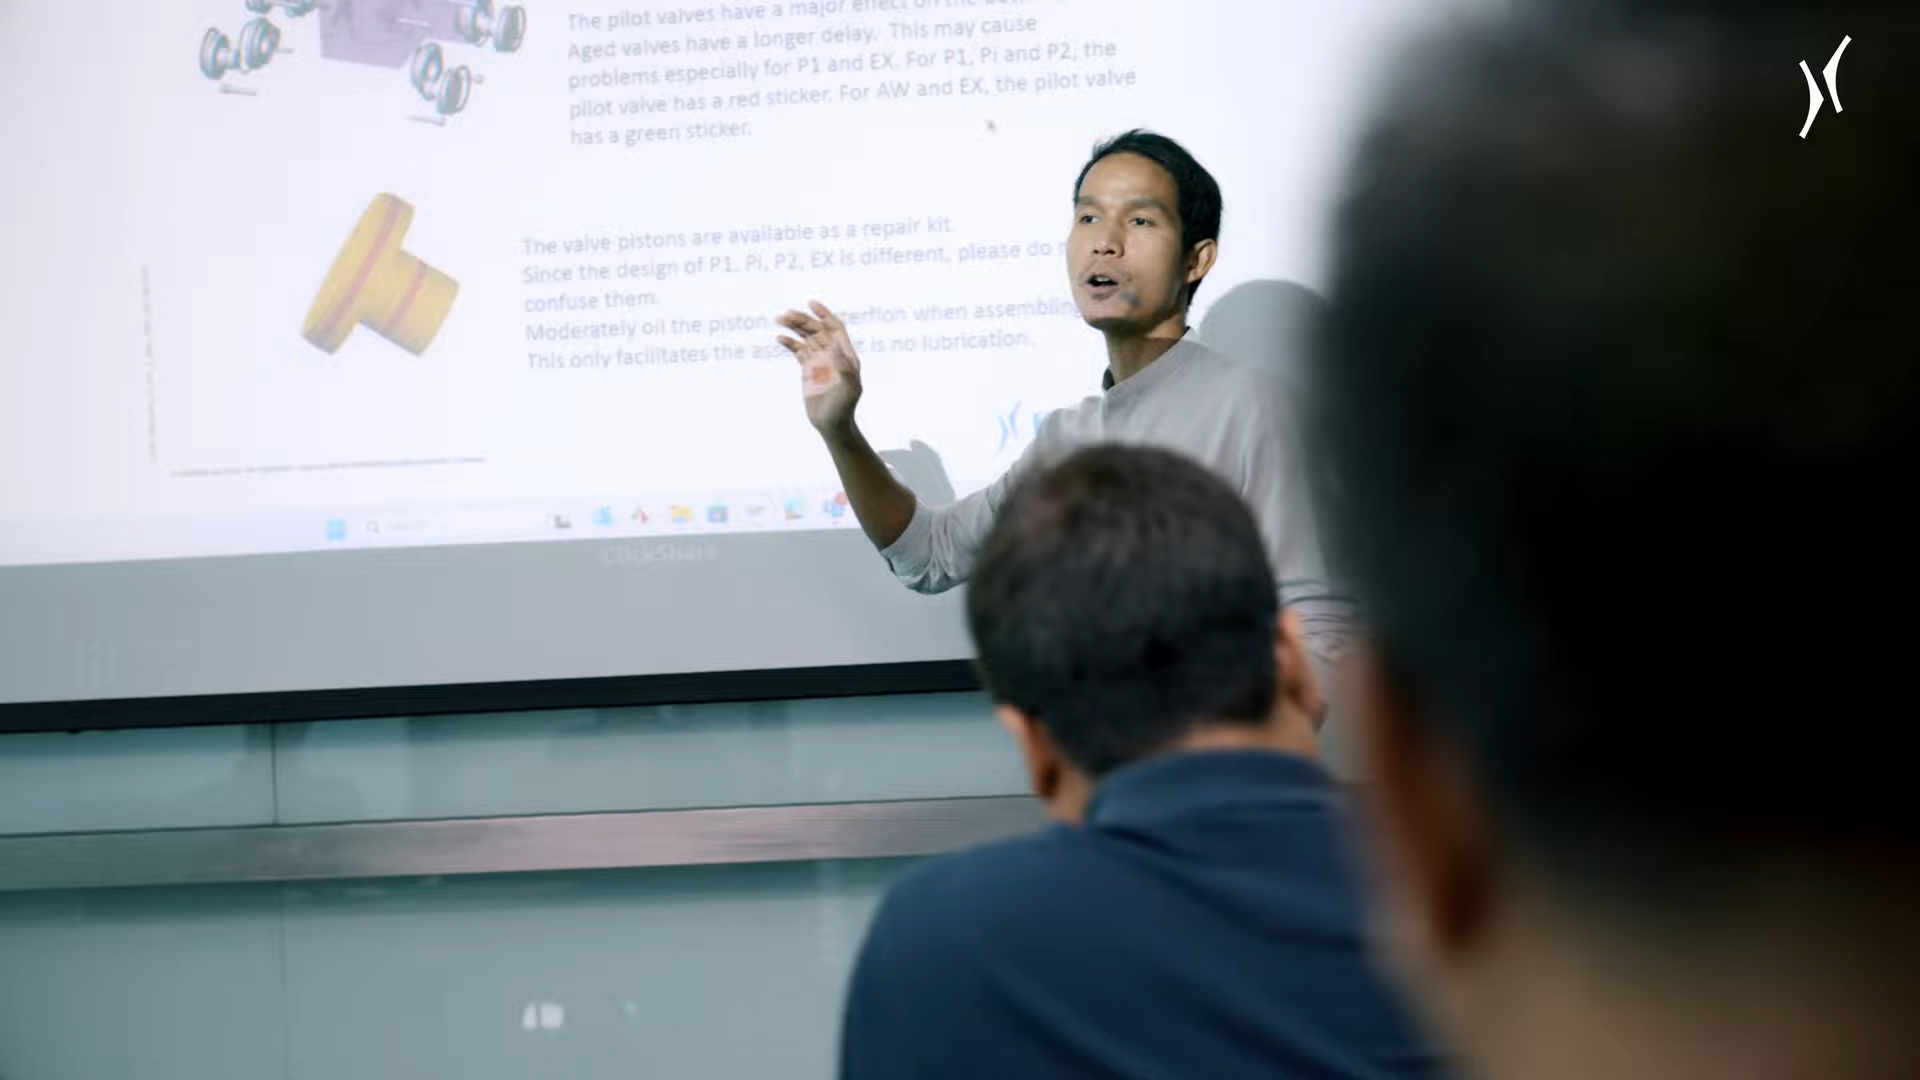 The pilot valves have a major effect on the
Aged valves have a longer delay. This may cause
problems especially for P1 and EX. For P1, Pi and P2, the
pilot valve has a red sticker. For AW and EX, the pilot valve
has a green sticker.
The valve pistons are available as a repair kit.
Since the design of P1, Pi, P2, EX is different, please do
confuse them.
Moderately oil the piston terflon when assembling
This only facilitates the ass t is no lubrication.
ClickShare